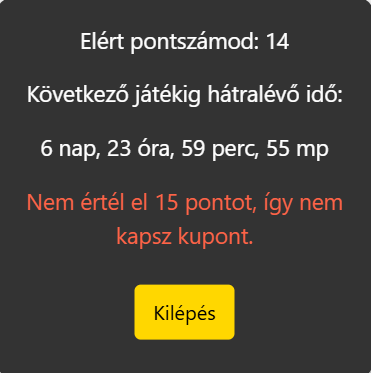 Elért pontszámod: 14
Következő játékig hátralévő idő:
6 nap, 23 óra, 59 perc, 55 mp
Nem értél el 15 pontot, így nem
kapsz kupont.
Kilépés